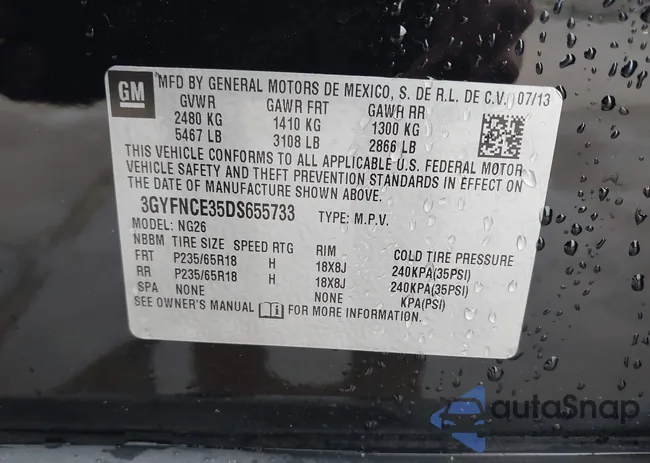 GM
MFD BY GENERAL MOTORS DE MEXICO, S. DE R.L. DE C.V. 07/13
GVWR GAWR FRT GAWR RR
2480 KG 1410 KG 1300 KG
5467 LB 3108 LB 2866 LB
THIS VEHICLE CONFORMS TO ALL APPLICABLE U.S. FEDERAL MOTOR
VEHICLE SAFETY AND THEFT PREVENTION STANDARDS IN EFFECT ON
THE DATE OF MANUFACTURE SHOWN ABOVE.
3GYFNCE35DS655733 TYPE: M.P.V.
MODEL: NG26
NBBM TIRE SIZE SPEED RTG RIM COLD TIRE PRESSURE
FRT P235/65R18 H 18X8J 240KPA(35PSI)
RR P235/65R18 H 18X8J 240KPA(35PSI)
SPA NONE NONE KPA(PSI)
SEE OWNER'S MANUAL i FOR MORE INFORMATION.
autaSnap